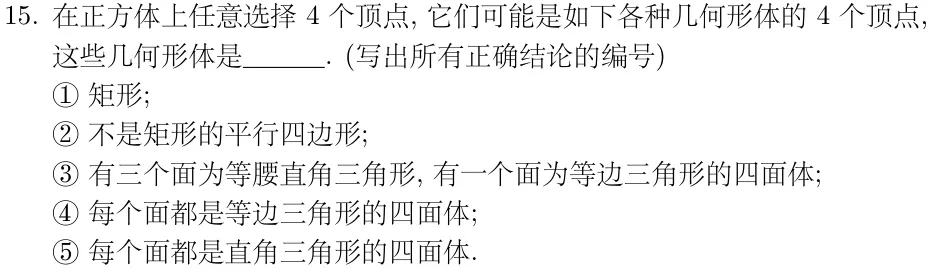 15. 在正方体上任意选择 4 个顶点, 它们可能是如下各种几何形体的 4 个顶点,
这些几何形体是______. (写出所有正确结论的编号)
① 矩形;
② 不是矩形的平行四边形;
③ 有三个面为等腰直角三角形, 有一个面为等边三角形的四面体;
④ 每个面都是等边三角形的四面体;
⑤ 每个面都是直角三角形的四面体.